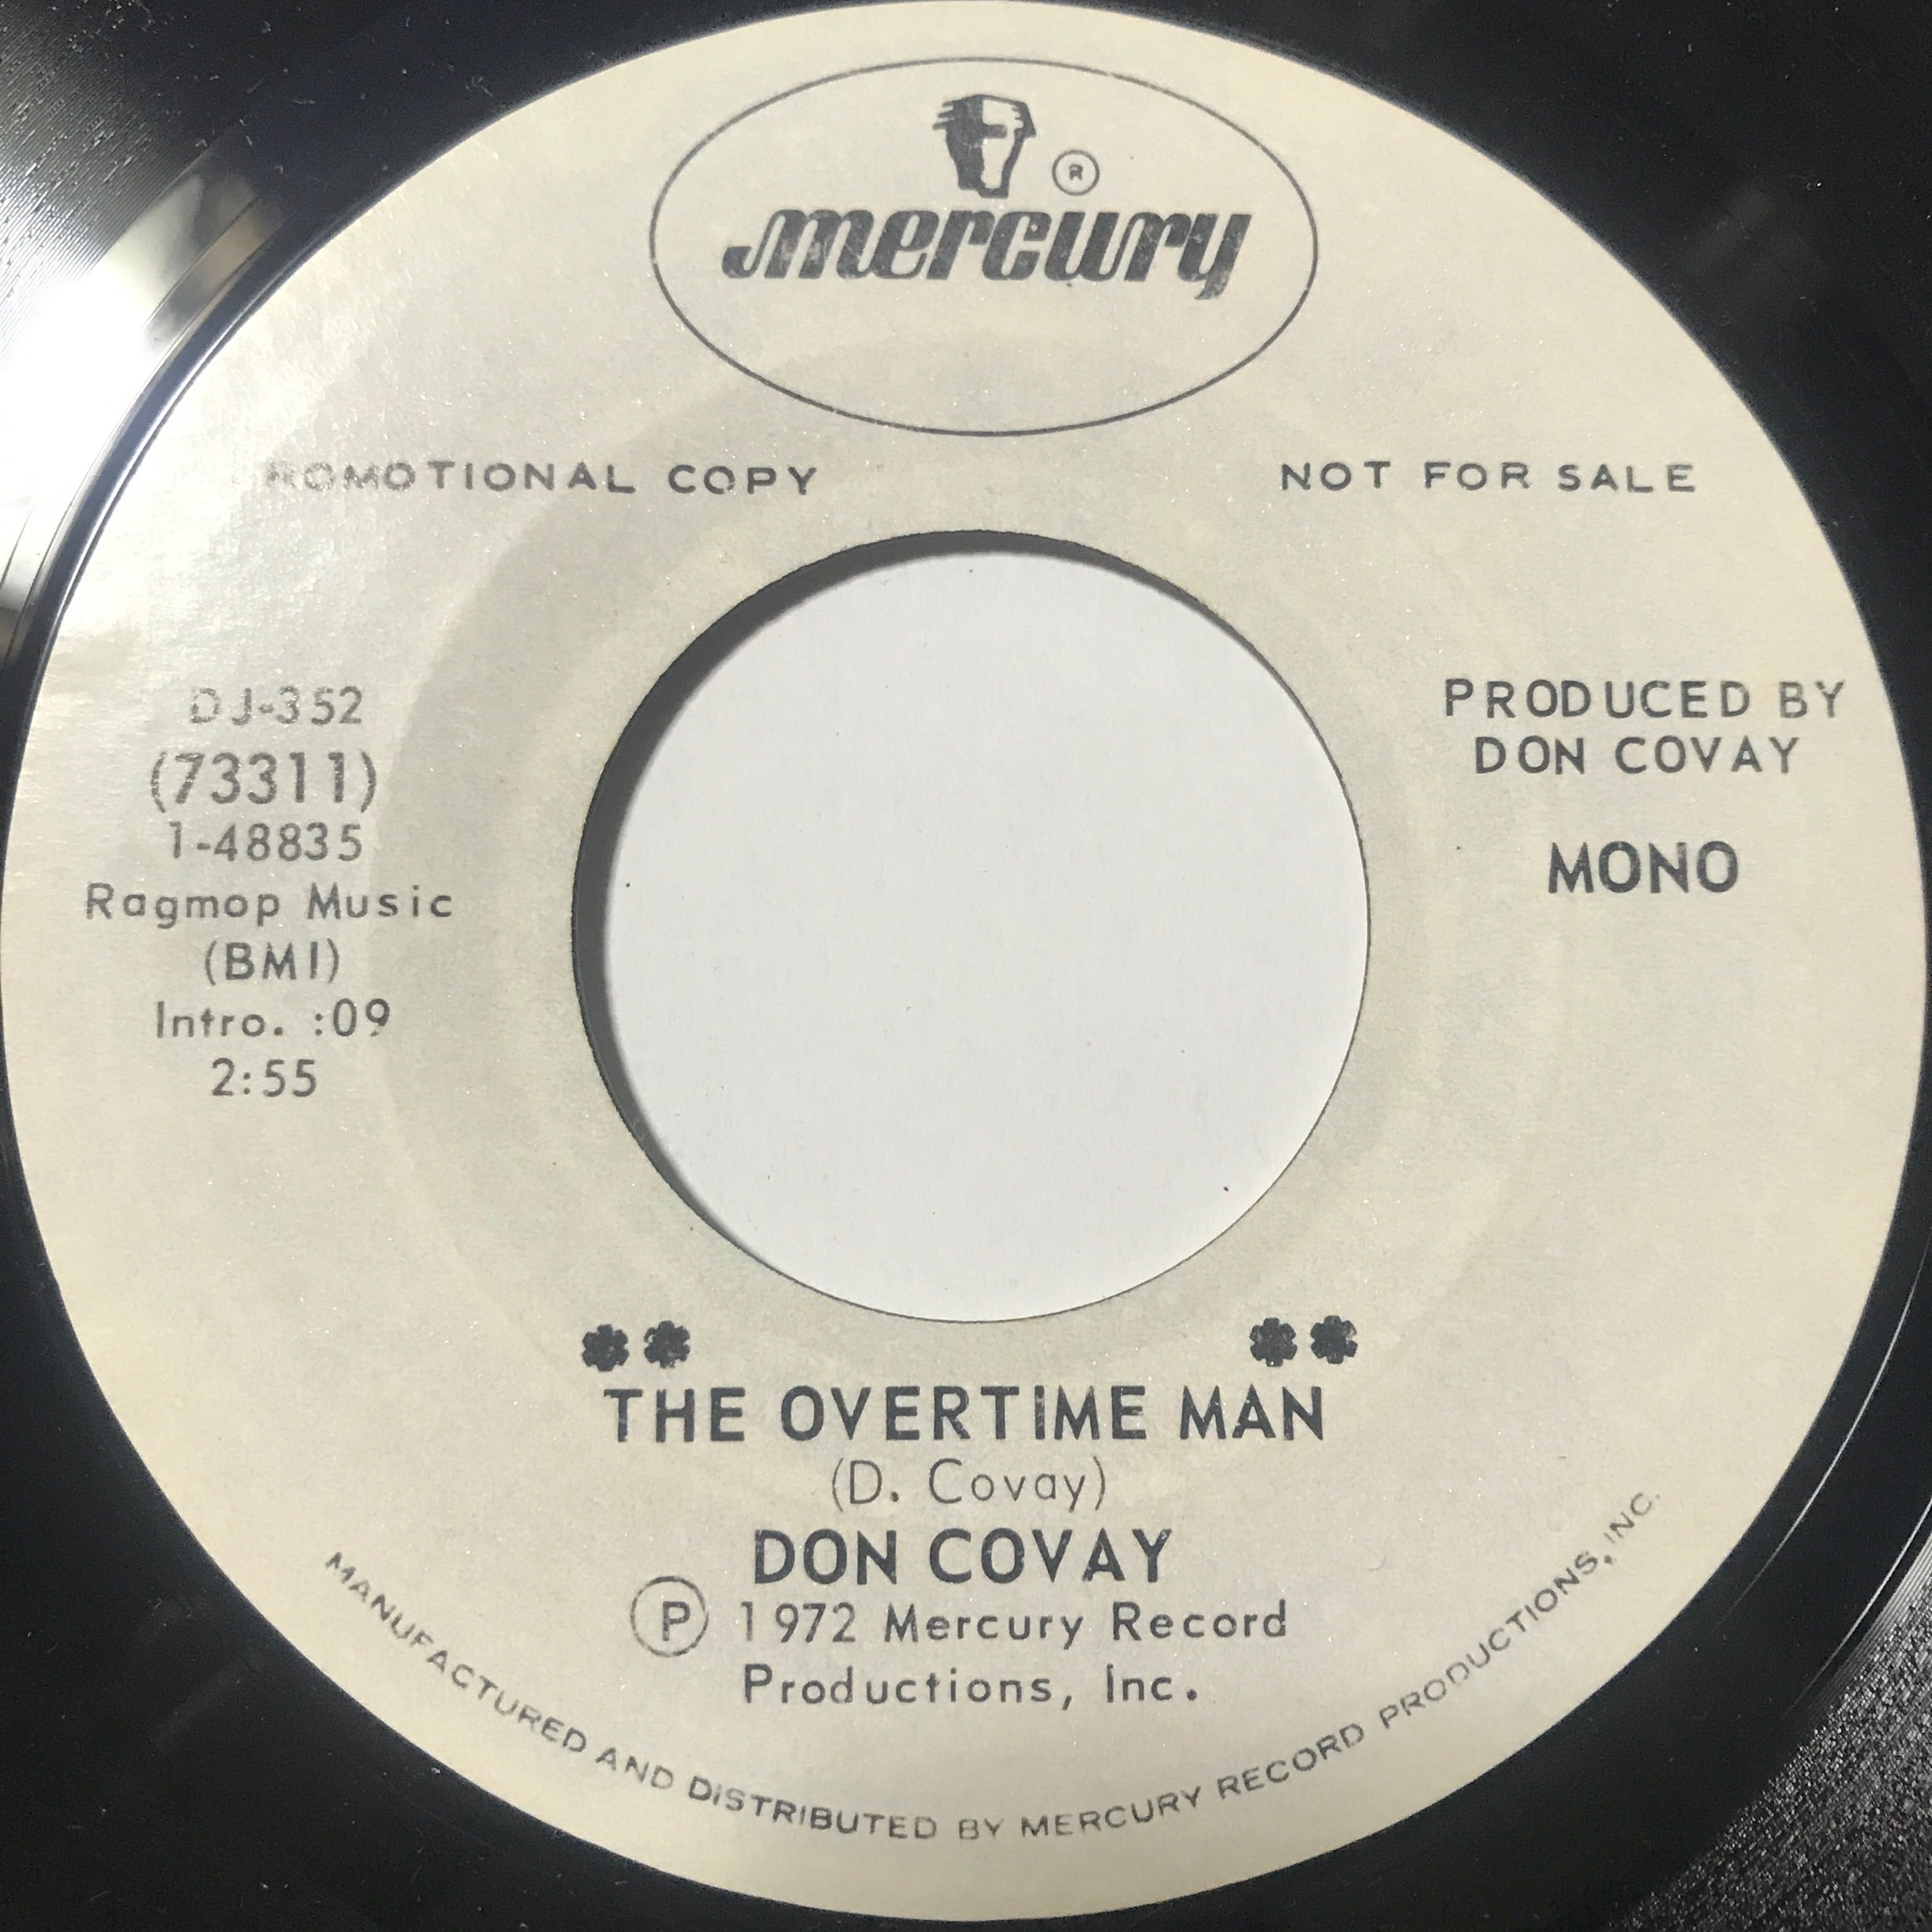 ®
mercury
PROMOTIONAL COPY
NOT FOR SALE
DJ-352
(73311)
1-48835
Ragmop Music
(BMI)
Intro. :09
2:55
PRODUCED BY
DON COVAY
MONO
** **
THE OVERTIME MAN
(D. Covay)
DON COVAY
Ⓟ 1972 Mercury Record
Productions, Inc.
MANUFACTURED AND DISTRIBUTED BY MERCURY RECORD PRODUCTIONS, INC.